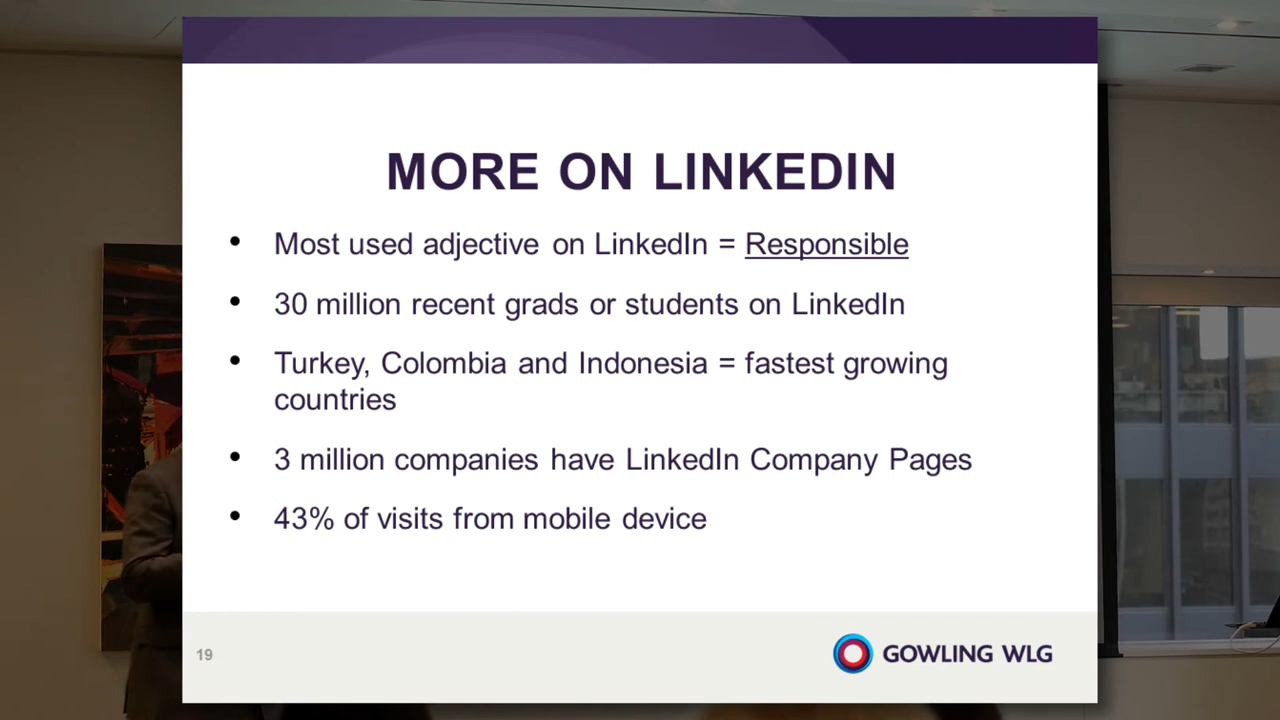 MORE ON LINKEDIN
• Most used adjective on LinkedIn = Responsible
• 30 million recent grads or students on LinkedIn
• Turkey, Colombia and Indonesia = fastest growing
countries
• 3 million companies have LinkedIn Company Pages
• 43% of visits from mobile device
19
GOWLING WLG